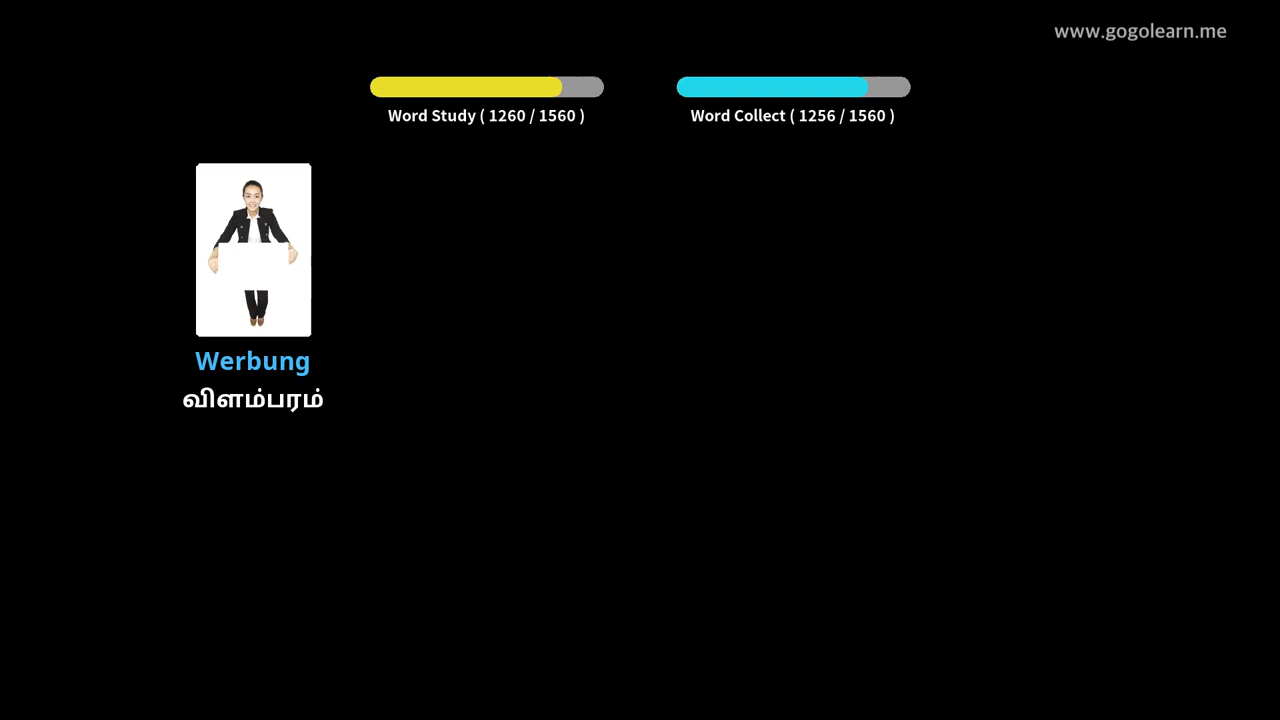 www.gogolearn.me
Word Study ( 1260 / 1560 )
Word Collect ( 1256 / 1560 )
Werbung
விளம்பரம்